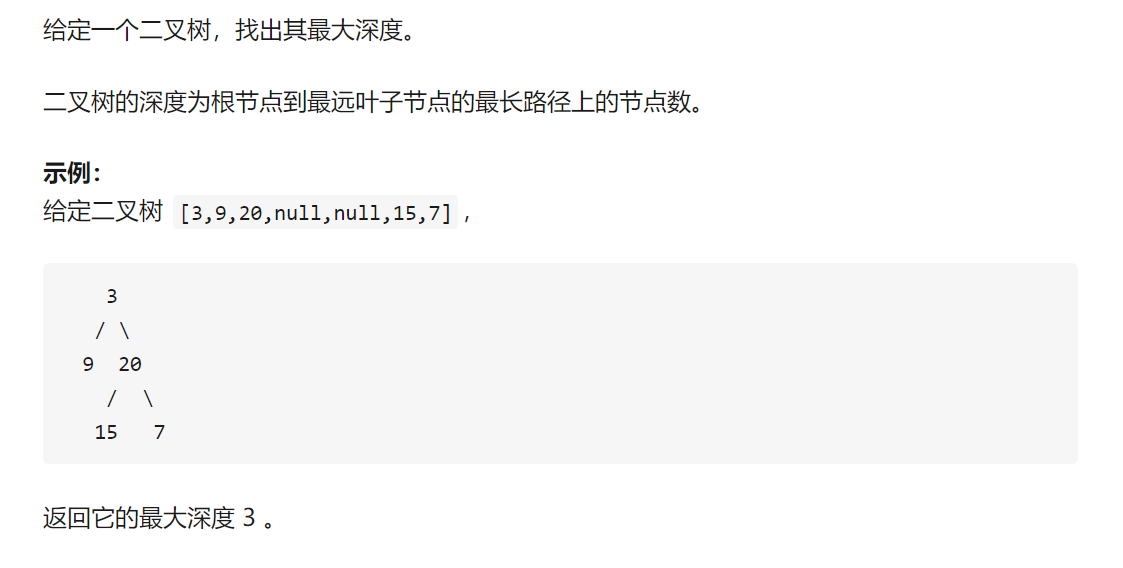 给定一个二叉树，找出其最大深度。
二叉树的深度为根节点到最远叶子节点的最长路径上的节点数。
示例：
给定二叉树 [3,9,20,null,null,15,7]，
3
/ \
9 20
/ \
15 7
返回它的最大深度 3 。